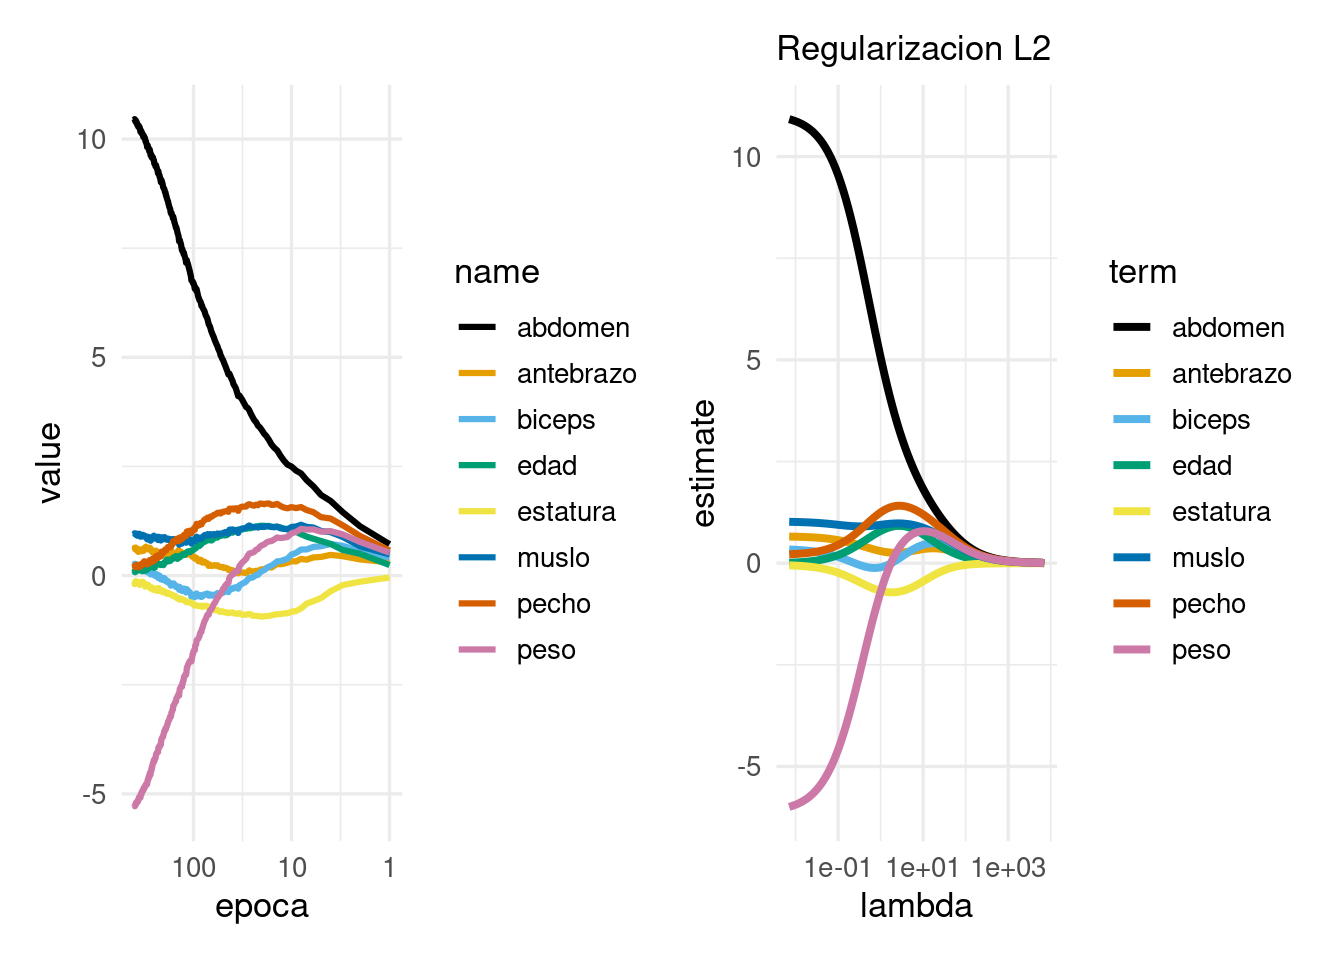 value
10
5
0
-5
100
10
1
epoca
name
abdomen
antebrazo
biceps
edad
estatura
muslo
pecho
peso
Regularizacion L2
estimate
10
5
0
-5
1e-01
1e+01
1e+03
lambda
term
abdomen
antebrazo
biceps
edad
estatura
muslo
pecho
peso